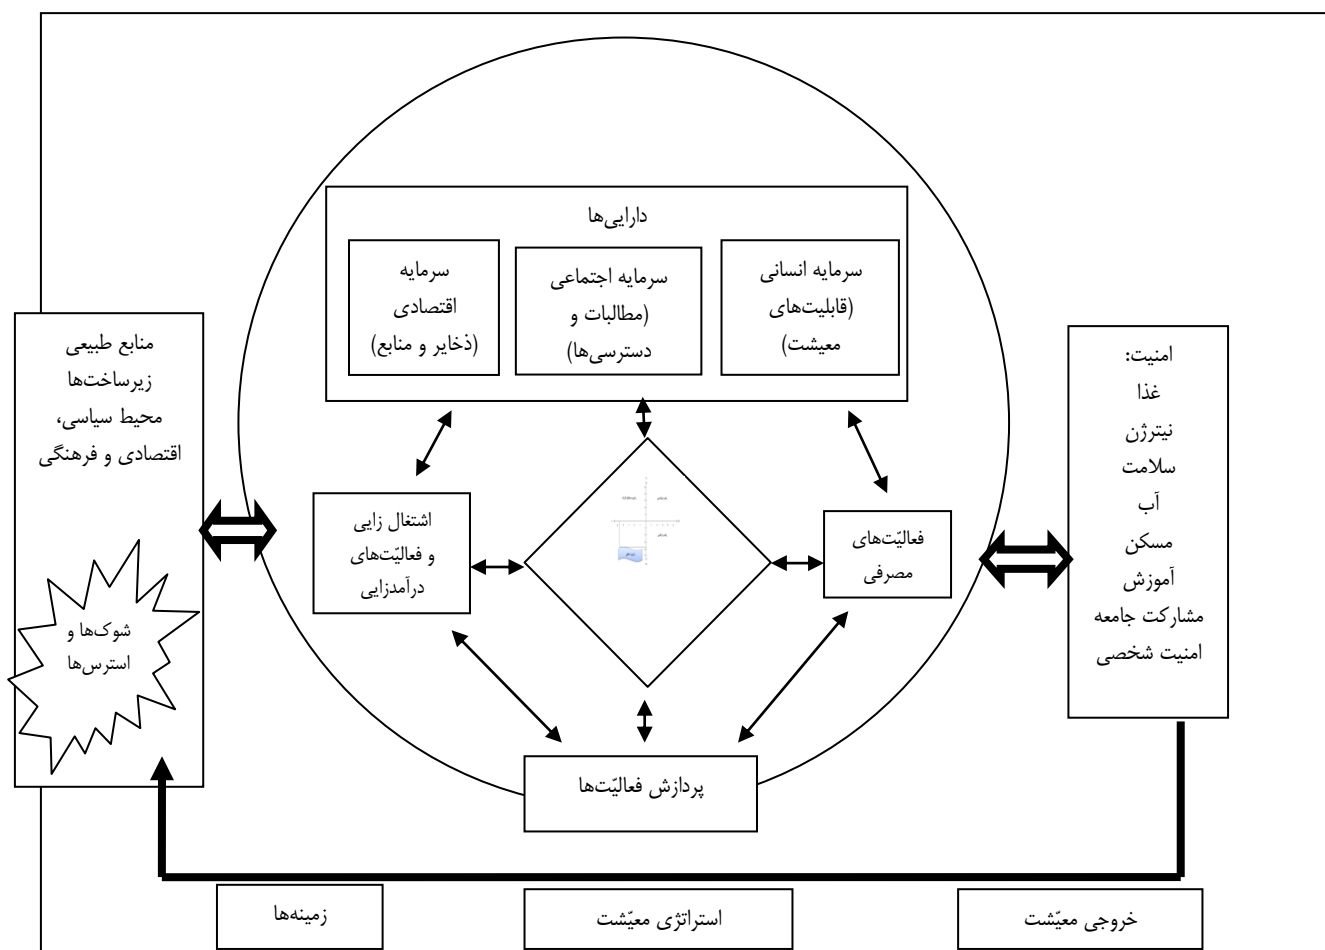 دارایی‌ها
سرمایه انسانی
(قابلیت‌های
معیشت)
سرمایه اجتماعی
(مطالبات و
دسترسی‌ها)
سرمایه
اقتصادی
(ذخایر و منابع)
امنیت:
غذا
نیترژن
سلامت
آب
مسکن
آموزش
مشارکت جامعه
امنیت شخصی
منابع طبیعی
زیرساخت‌ها
محیط سیاسی،
اقتصادی و فرهنگی
شوک‌ها و
استرس‌ها
فعالیّت‌های
مصرفی
اشتغال زایی
و فعالیّت‌های
درآمدزایی
پردازش فعالیّت‌ها
خروجی معیّشت
استراتژی معیّشت
زمینه‌ها